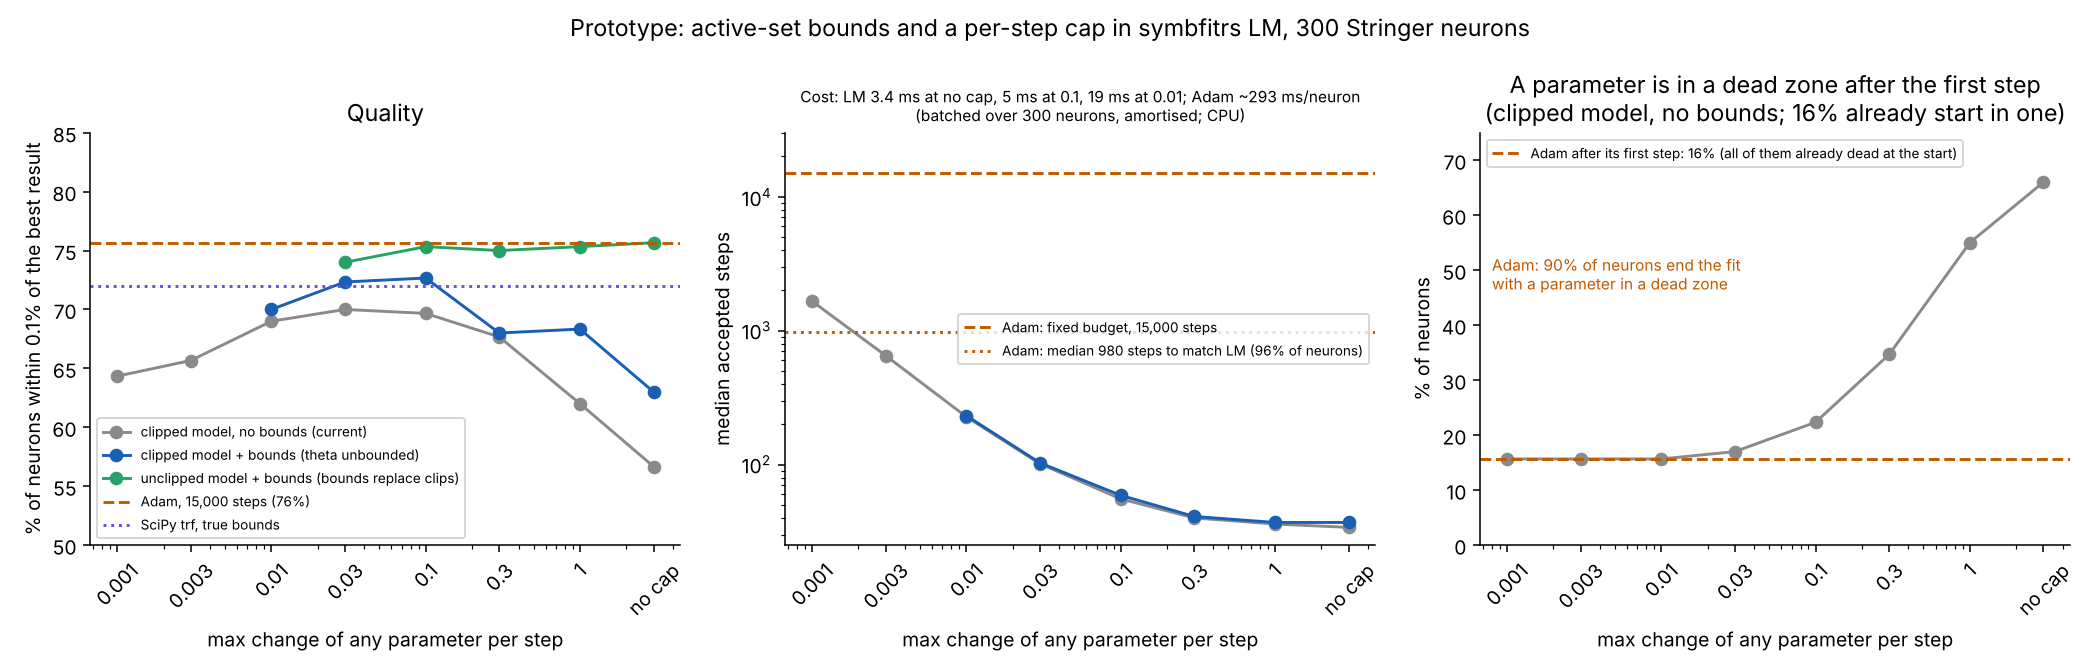 Prototype: active-set bounds and a per-step cap in symbfitrs LM, 300 Stringer neurons
Quality
% of neurons within 0.1% of the best result
85
80
75
70
65
60
55
50
clipped model, no bounds (current)
clipped model + bounds (theta unbounded)
unclipped model + bounds (bounds replace clips)
Adam, 15,000 steps (76%)
SciPy trf, true bounds
0.001
0.003
0.01
0.03
0.1
0.3
1
no cap
max change of any parameter per step
Cost: LM 3.4 ms at no cap, 5 ms at 0.1, 19 ms at 0.01; Adam ~293 ms/neuron
(batched over 300 neurons, amortised; CPU)
median accepted steps
10⁴
10³
10²
Adam: fixed budget, 15,000 steps
Adam: median 980 steps to match LM (96% of neurons)
0.001
0.003
0.01
0.03
0.1
0.3
1
no cap
max change of any parameter per step
A parameter is in a dead zone after the first step
(clipped model, no bounds; 16% already start in one)
% of neurons
70
60
50
40
30
20
10
0
Adam after its first step: 16% (all of them already dead at the start)
Adam: 90% of neurons end the fit
with a parameter in a dead zone
0.001
0.003
0.01
0.03
0.1
0.3
1
no cap
max change of any parameter per step